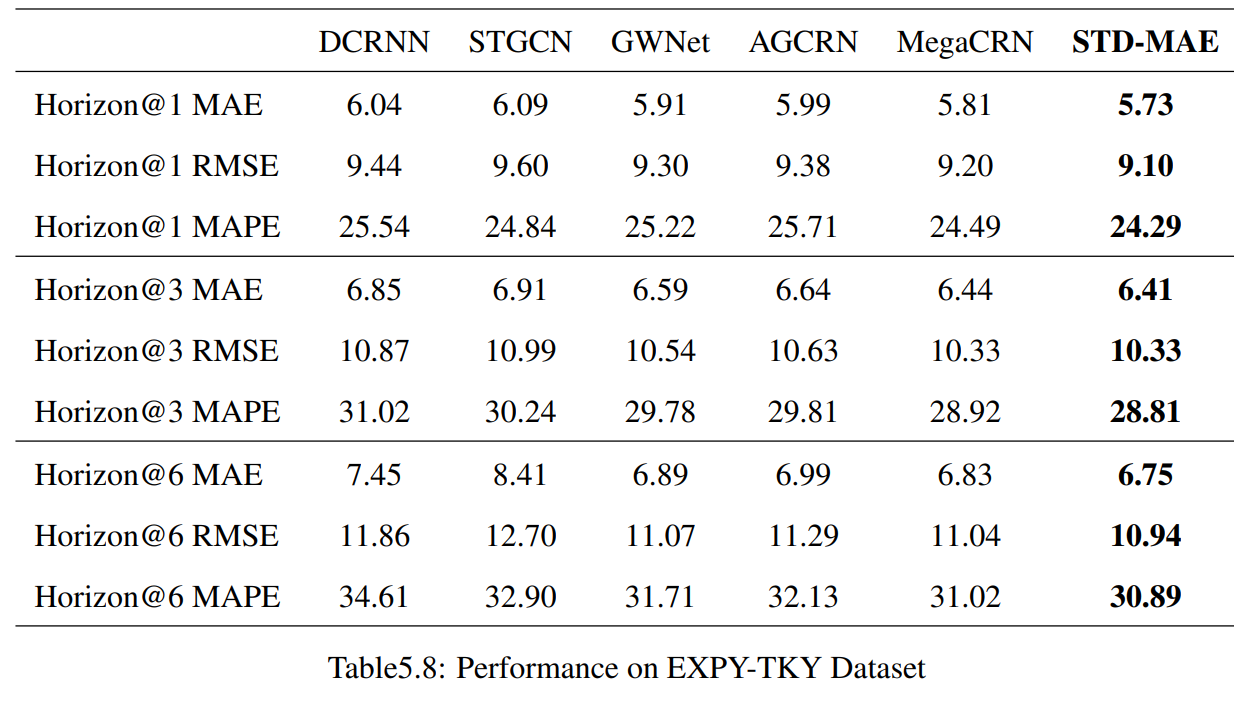 DCRNN STGCN GWNet AGCRN MegaCRN STD-MAE
Horizon@1 MAE 6.04 6.09 5.91 5.99 5.81 5.73
Horizon@1 RMSE 9.44 9.60 9.30 9.38 9.20 9.10
Horizon@1 MAPE 25.54 24.84 25.22 25.71 24.49 24.29
Horizon@3 MAE 6.85 6.91 6.59 6.64 6.44 6.41
Horizon@3 RMSE 10.87 10.99 10.54 10.63 10.33 10.33
Horizon@3 MAPE 31.02 30.24 29.78 29.81 28.92 28.81
Horizon@6 MAE 7.45 8.41 6.89 6.99 6.83 6.75
Horizon@6 RMSE 11.86 12.70 11.07 11.29 11.04 10.94
Horizon@6 MAPE 34.61 32.90 31.71 32.13 31.02 30.89
Table5.8: Performance on EXPY-TKY Dataset